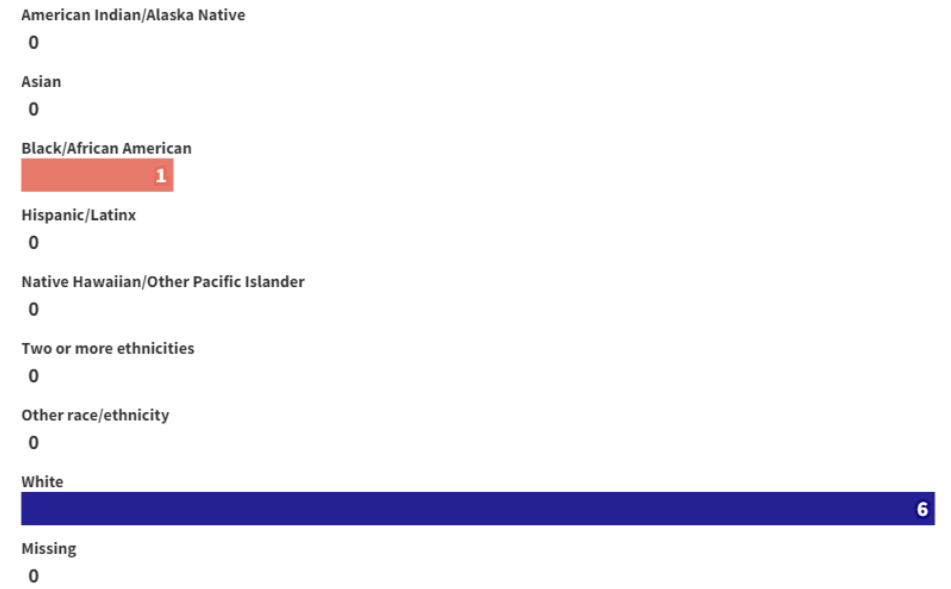 American Indian/Alaska Native
0
Asian
0
Black/African American
1
Hispanic/Latinx
0
Native Hawaiian/Other Pacific Islander
0
Two or more ethnicities
0
Other race/ethnicity
0
White
6
Missing
0